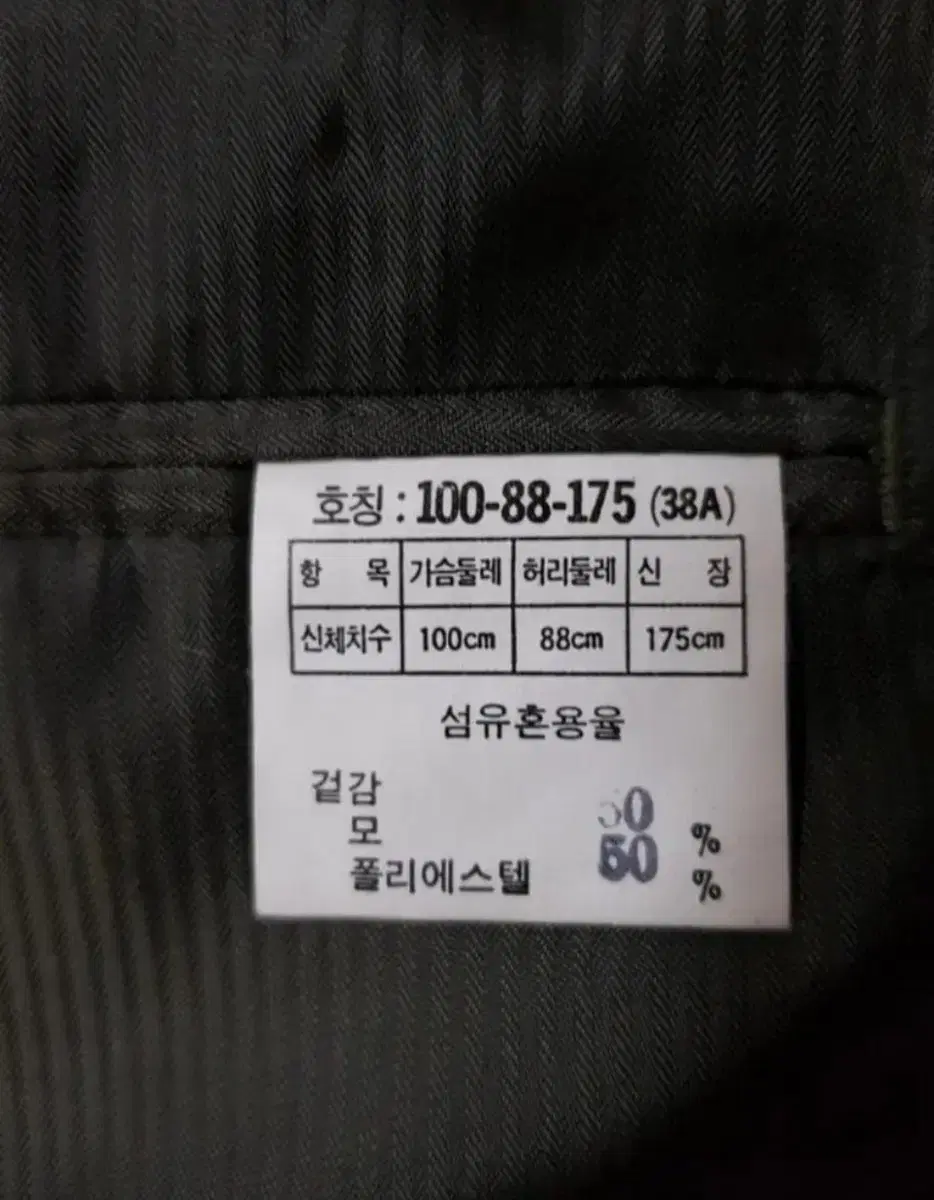 호칭 : 100-88-175 (38A)
항 목 가슴둘레 허리둘레 신 장
신체치수 100cm 88cm 175cm
섬유혼용율
겉감
모 50 %
폴리에스텔 50 %